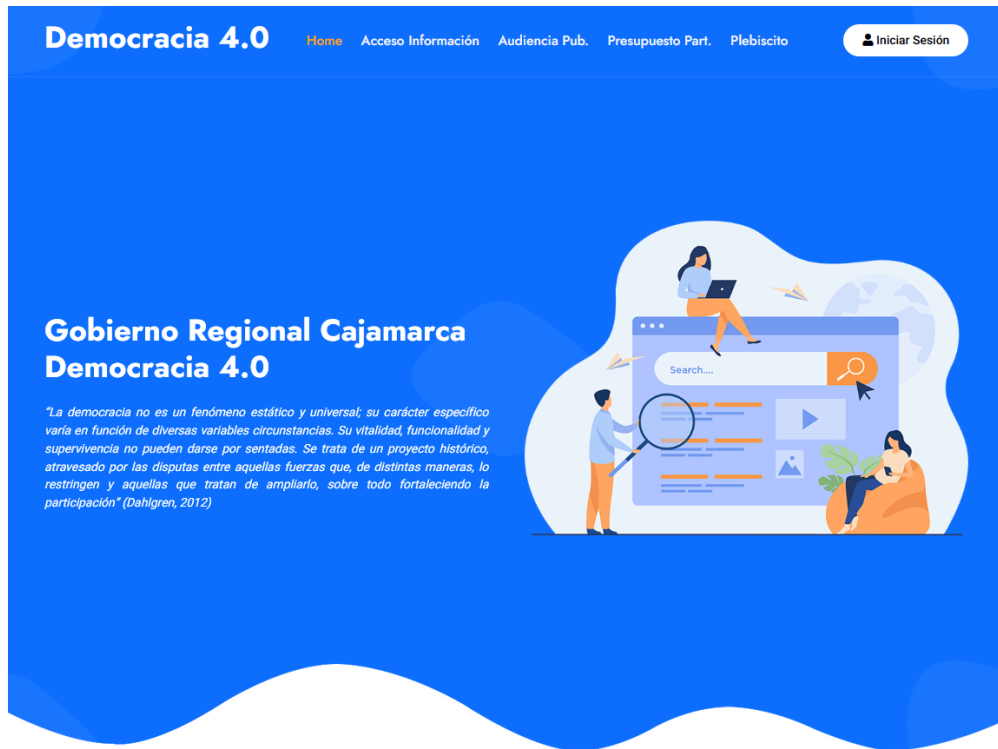 Democracia 4.0
Home Acceso Información Audiencia Pub. Presupuesto Part. Plebiscito
Iniciar Sesión
Gobierno Regional Cajamarca
Democracia 4.0
"La democracia no es un fenómeno estático y universal; su carácter específico
varía en función de diversas variables circunstancias. Su vitalidad, funcionalidad y
supervivencia no pueden darse por sentadas. Se trata de un proyecto histórico,
atravesado por las disputas entre aquellas fuerzas que, de distintas maneras, lo
restringen y aquellas que tratan de ampliarlo, sobre todo fortaleciendo la
participación" (Dahlgren, 2012)
Search....